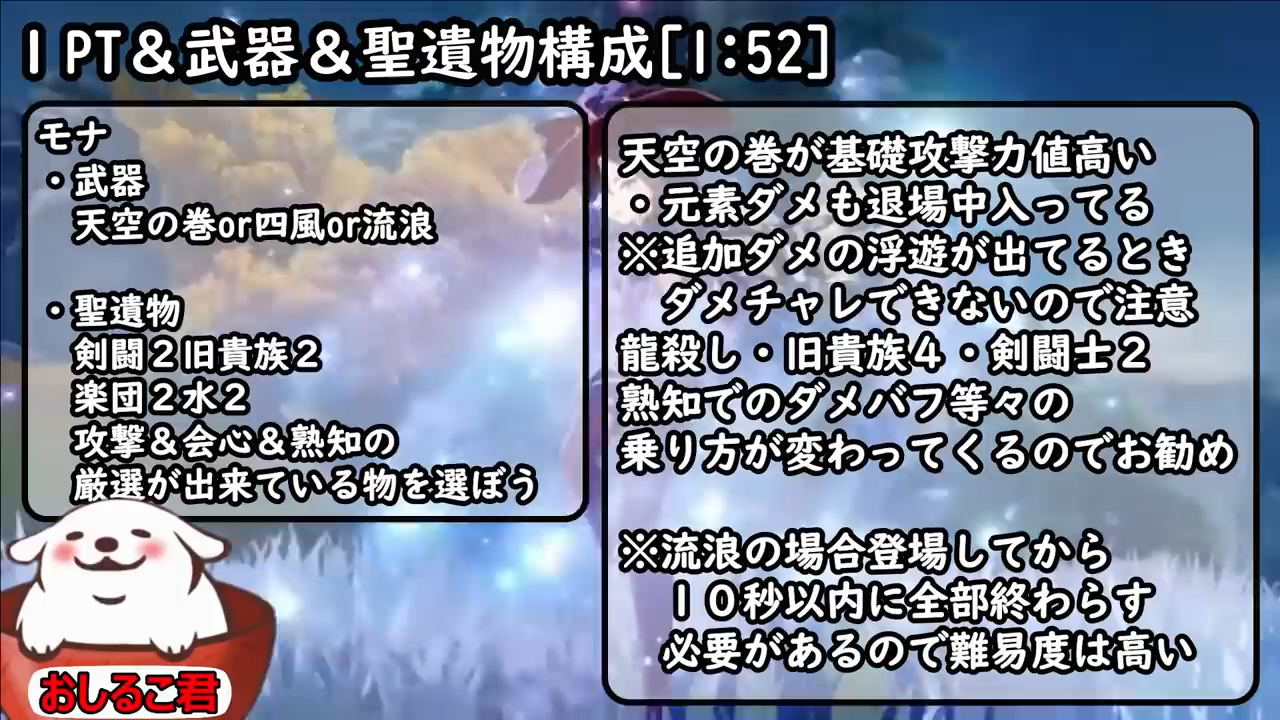 1 PT＆武器＆聖遺物構成[1:52]
モナ
・武器
天空の巻or四風or流浪
・聖遺物
剣闘２旧貴族２
楽団２水２
攻撃＆会心＆熟知の
厳選が出来ている物を選ぼう
天空の巻が基礎攻撃力値高い
・元素ダメも退場中入ってる
※追加ダメの浮遊が出てるとき
ダメチャレできないので注意
龍殺し・旧貴族４・剣闘士２
熟知でのダメバフ等々の
乗り方が変わってくるのでお勧め
※流浪の場合登場してから
１０秒以内に全部終わらす
必要があるので難易度は高い
おしるこ君